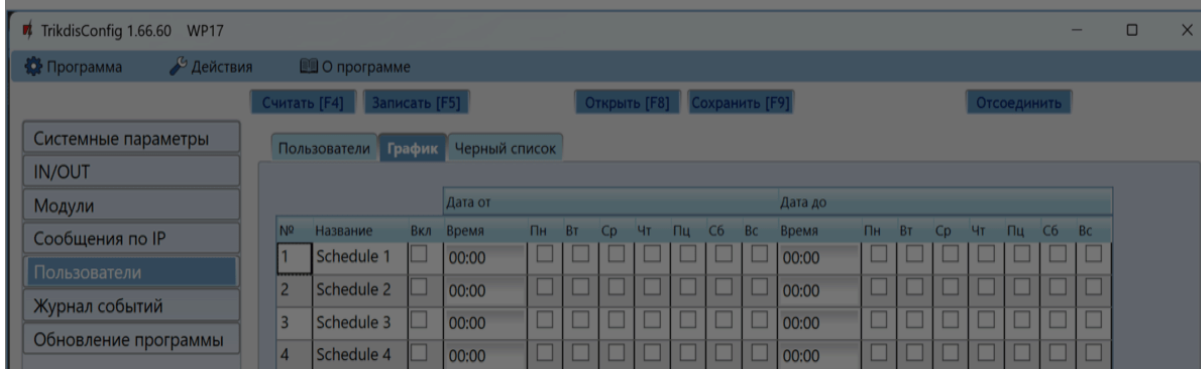 TrikdisConfig 1.66.60 WP17
Программа Действия О программе
Считать [F4] Записать [F5] Открыть [F8] Сохранить [F9] Отсоединить
Системные параметры
IN/OUT
Модули
Сообщения по IP
Пользователи
Журнал событий
Обновление программы
Пользователи График Черный список
Дата от Дата до
№ Название Вкл Время Пн Вт Ср Чт Пц Сб Вс Время Пн Вт Ср Чт Пц Сб Вс
1 Schedule 1 00:00 00:00
2 Schedule 2 00:00 00:00
3 Schedule 3 00:00 00:00
4 Schedule 4 00:00 00:00